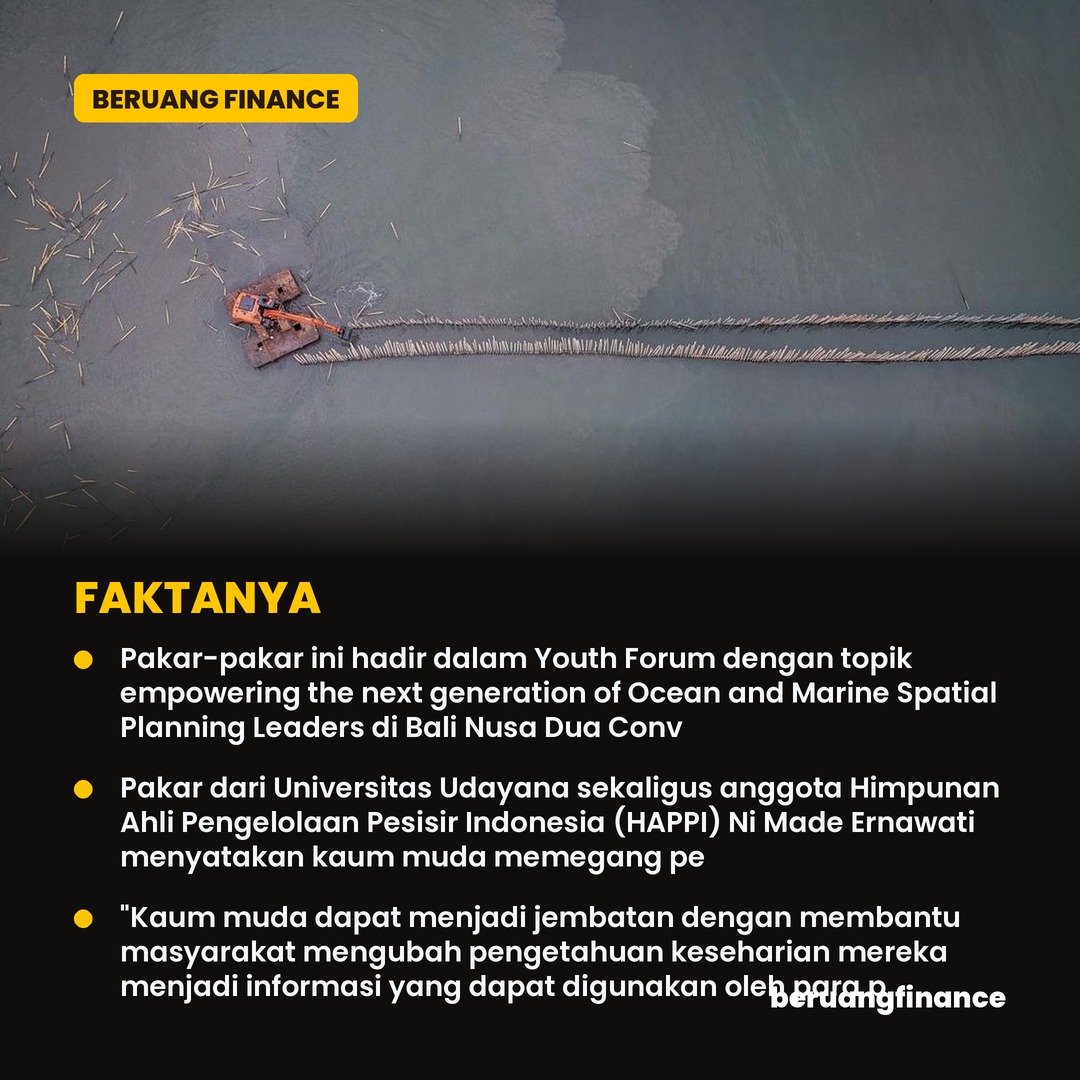 BERUANG FINANCE
FAKTANYA
Pakar-pakar ini hadir dalam Youth Forum dengan topik
empowering the next generation of Ocean and Marine Spatial
Planning Leaders di Bali Nusa Dua Conv
Pakar dari Universitas Udayana sekaligus anggota Himpunan
Ahli Pengelolaan Pesisir Indonesia (HAPPI) Ni Made Ernawati
menyatakan kaum muda memegang pe
"Kaum muda dapat menjadi jembatan dengan membantu
masyarakat mengubah pengetahuan keseharian mereka
menjadi informasi yang dapat digunakan oleh para p
beruangfinance